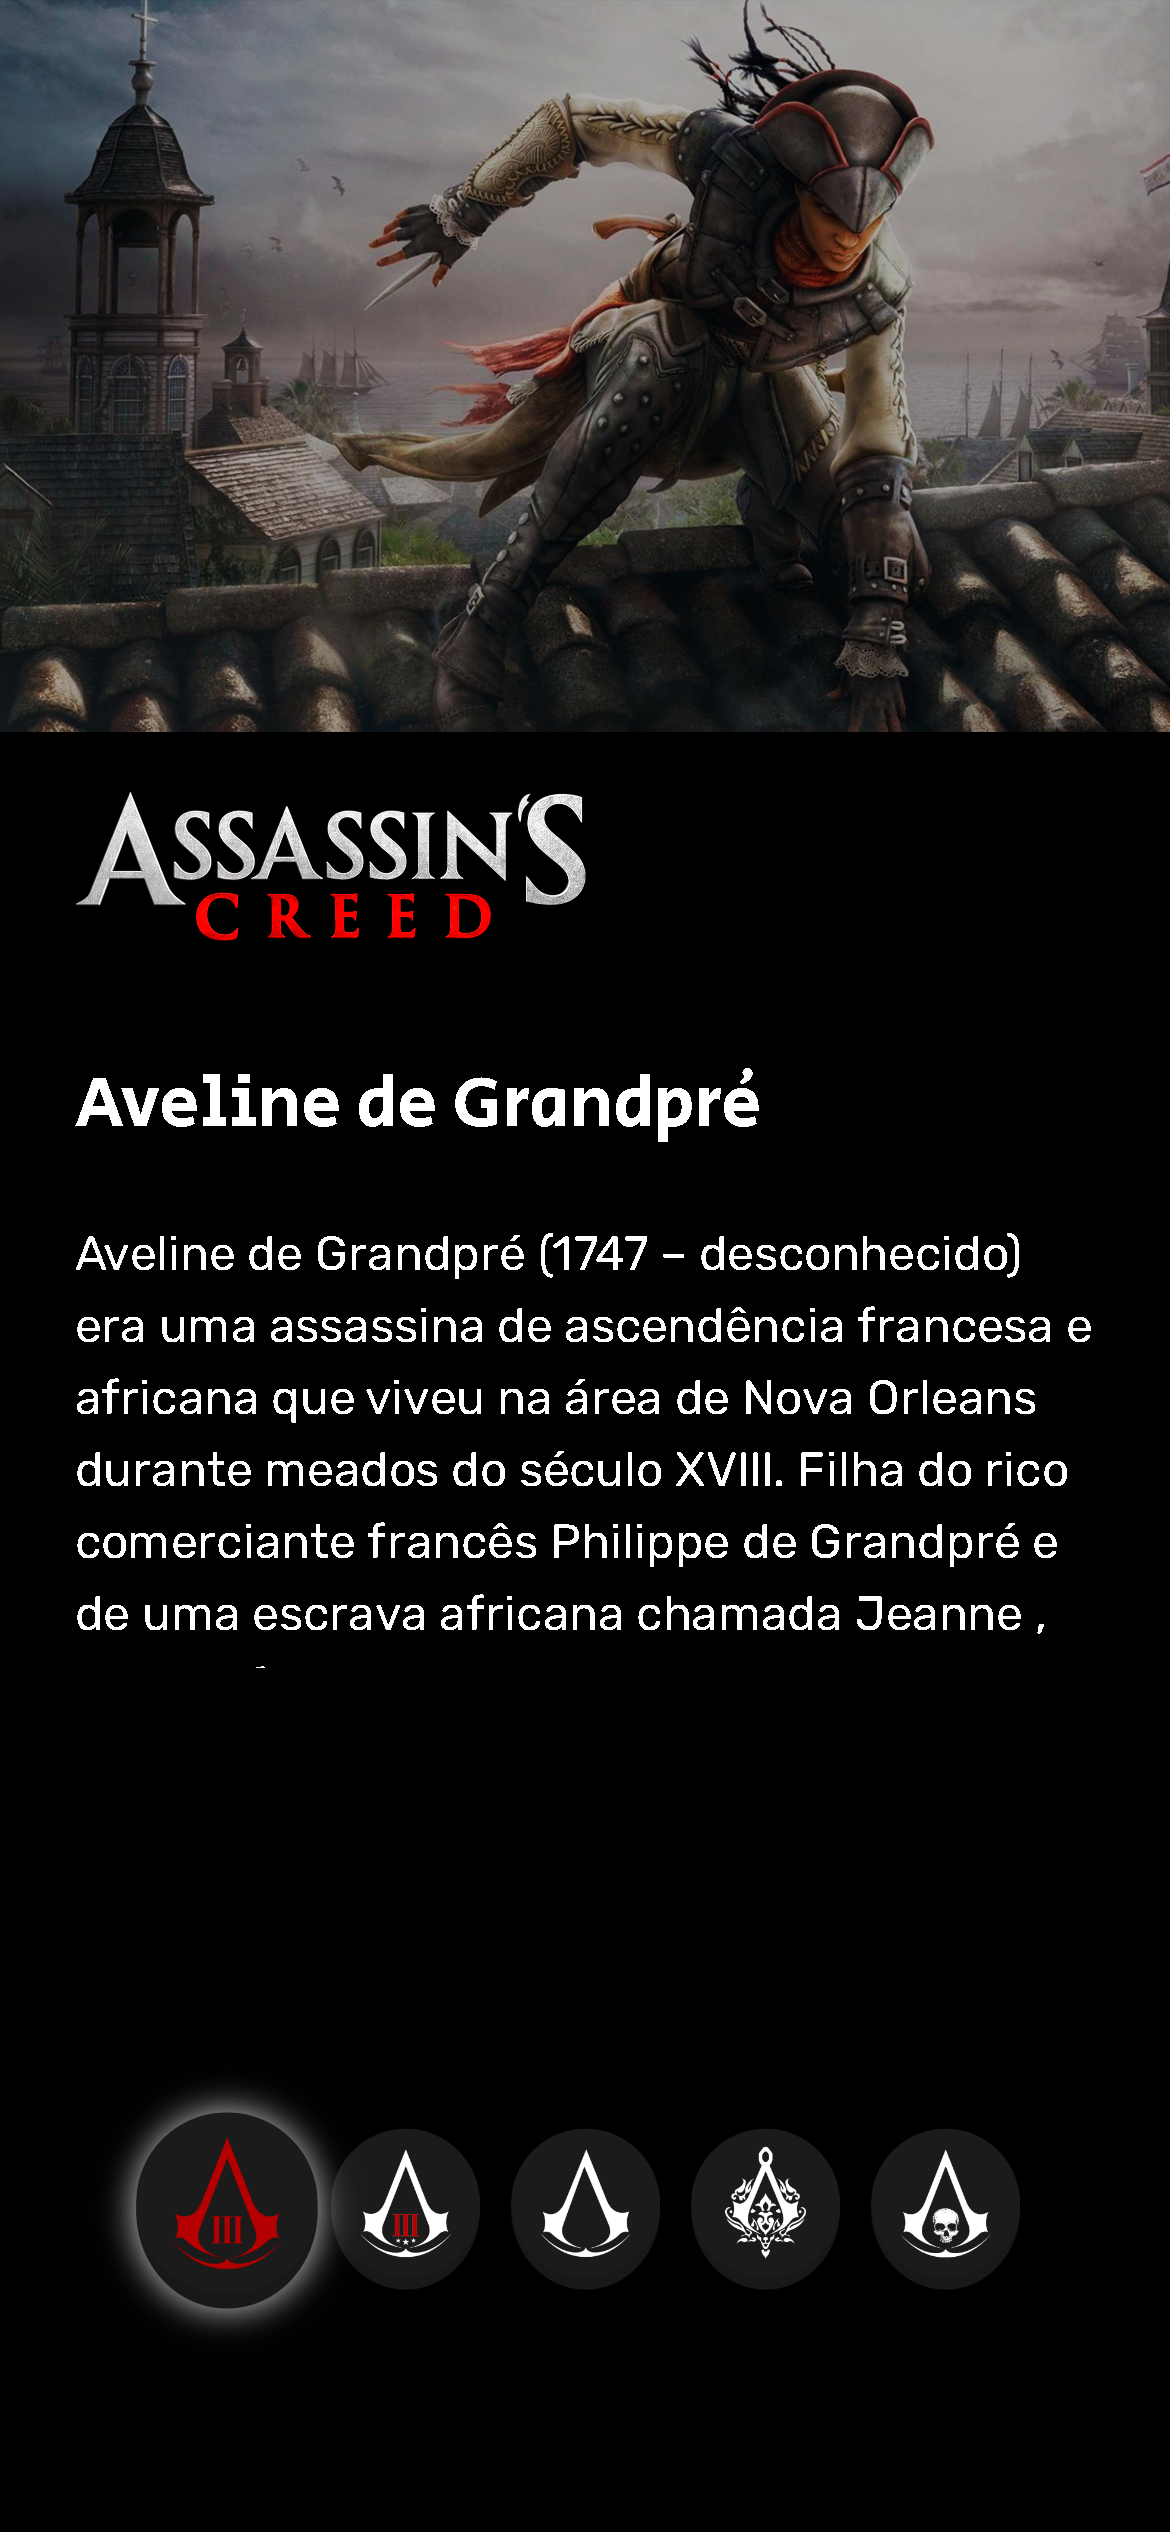 ASSASSIN'S
CREED
Aveline de Grandpré
Aveline de Grandpré (1747 – desconhecido)
era uma assassina de ascendência francesa e
africana que viveu na área de Nova Orleans
durante meados do século XVIII. Filha do rico
comerciante francês Philippe de Grandpré e
de uma escrava africana chamada Jeanne ,
III
III